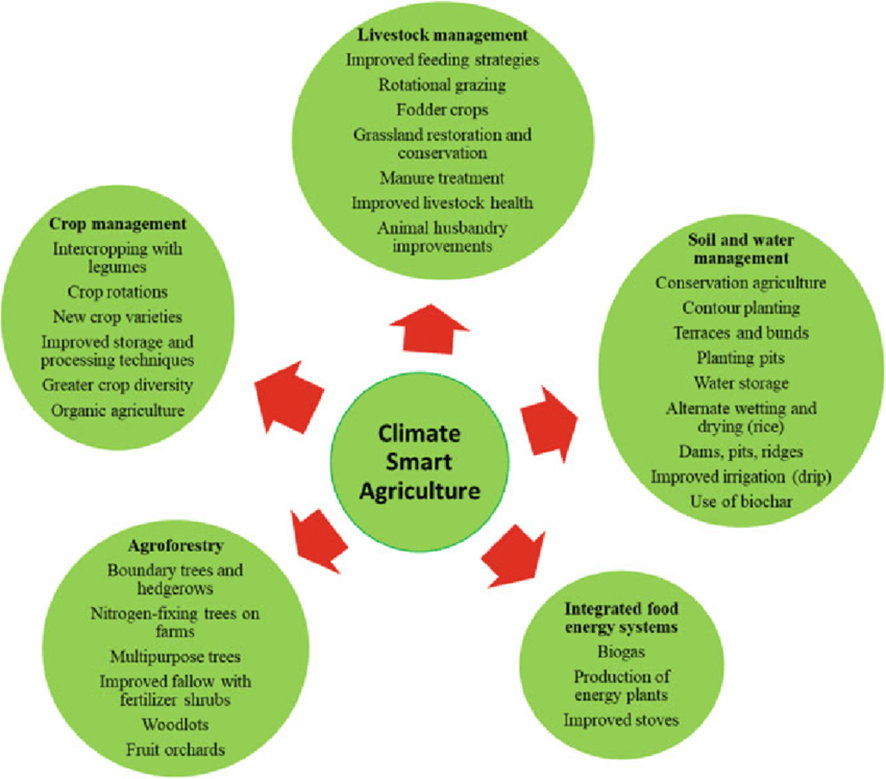 Livestock management
Improved feeding strategies
Rotational grazing
Fodder crops
Grassland restoration and
conservation
Manure treatment
Improved livestock health
Animal husbandry
improvements
Crop management
Intercropping with
legumes
Crop rotations
New crop varieties
Improved storage and
processing techniques
Greater crop diversity
Organic agriculture
Soil and water
management
Conservation agriculture
Contour planting
Terraces and bunds
Planting pits
Water storage
Alternate wetting and
drying (rice)
Dams, pits, ridges
Improved irrigation (drip)
Use of biochar
Climate
Smart
Agriculture
Agroforestry
Boundary trees and
hedgerows
Nitrogen-fixing trees on
farms
Multipurpose trees
Improved fallow with
fertilizer shrubs
Woodlots
Fruit orchards
Integrated food
energy systems
Biogas
Production of
energy plants
Improved stoves